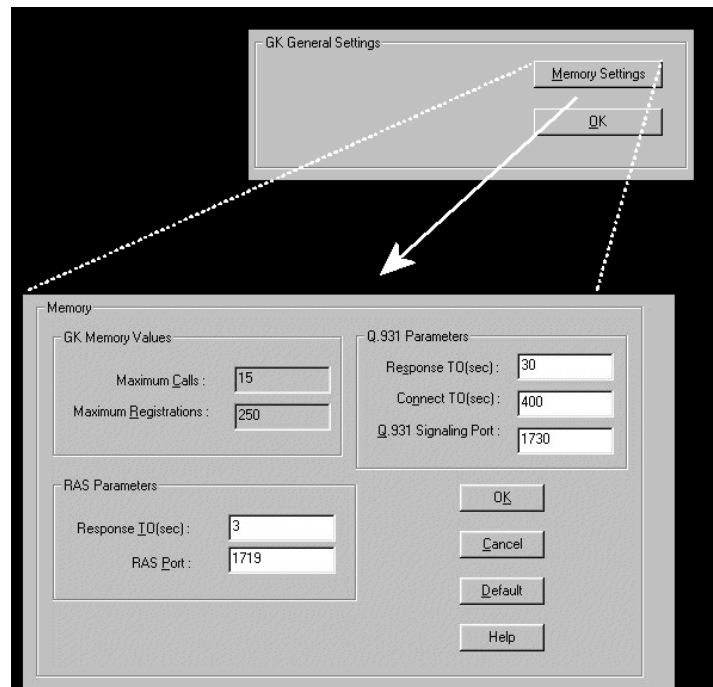 GK General Settings
Memory Settings
OK
Memory
GK Memory Values
Maximum Calls : 15
Maximum Registrations : 250
Q.931 Parameters
Response TO(sec) : 30
Connect TO(sec) : 400
Q.931 Signaling Port : 1730
RAS Parameters
Response TO(sec) : 3
RAS Port : 1719
OK
Cancel
Default
Help